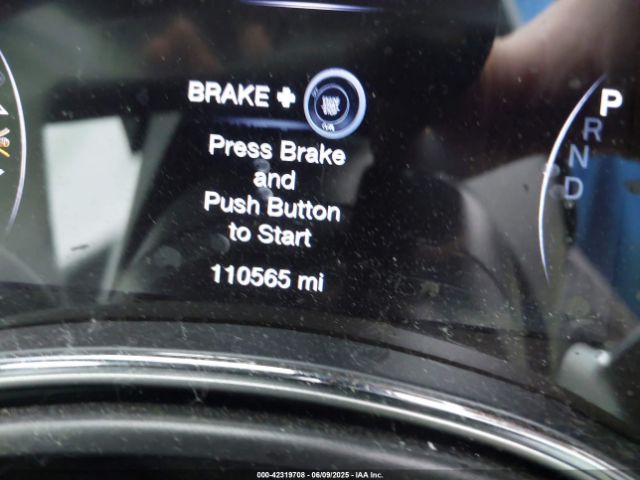 BRAKE +
Press Brake
and
Push Button
to Start
110565 mi
P
R
N
D
000-42319708 - 06/09/2025 - IAA Inc.